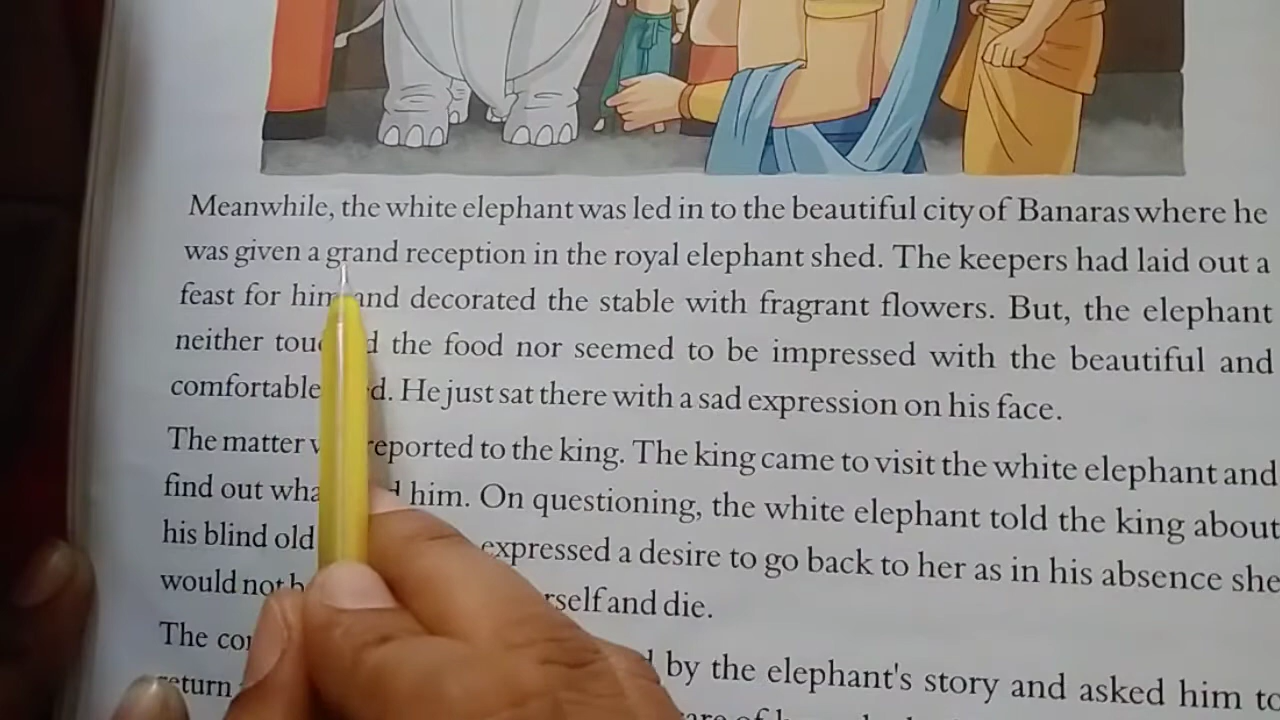 Meanwhile, the white elephant was led in to the beautiful city of Banaras where he
was given a grand reception in the royal elephant shed. The keepers had laid out a
feast for him and decorated the stable with fragrant flowers. But, the elephant
neither the food nor seemed to be impressed with the beautiful and
comfortable He just sat there with a sad expression on his face.
The matter reported to the king. The king came to visit the white elephant and
find out him. On questioning, the white elephant told the king about
his blind old expressed a desire to go back to her as in his absence she
would not and die.
The by the elephant's story and asked him to
return